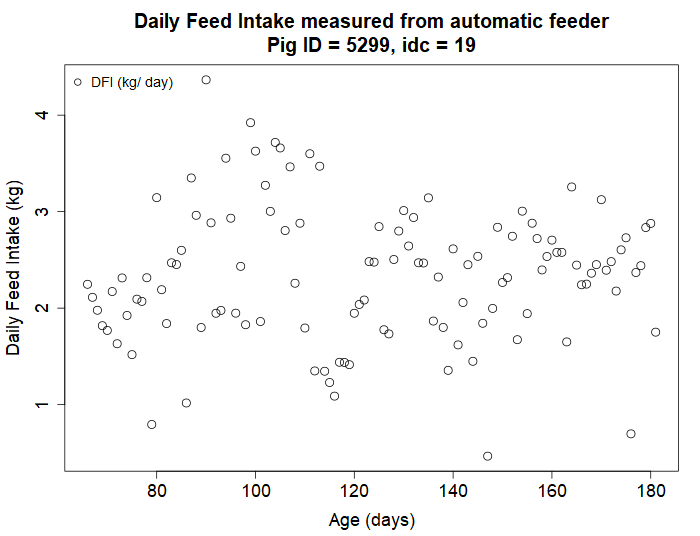 Daily Feed Intake measured from automatic feeder
Pig ID = 5299, idc = 19
DFI (kg/ day)
Daily Feed Intake (kg)
4
3
2
1
80 100 120 140 160 180
Age (days)